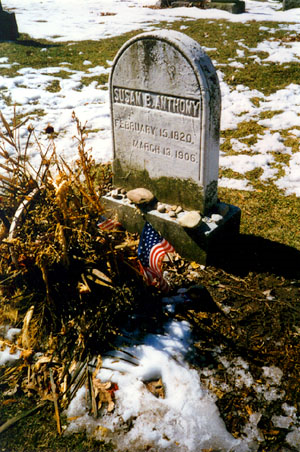 SUSAN B. ANTHONY
FEBRUARY 15, 1820,
MARCH 13, 1906.